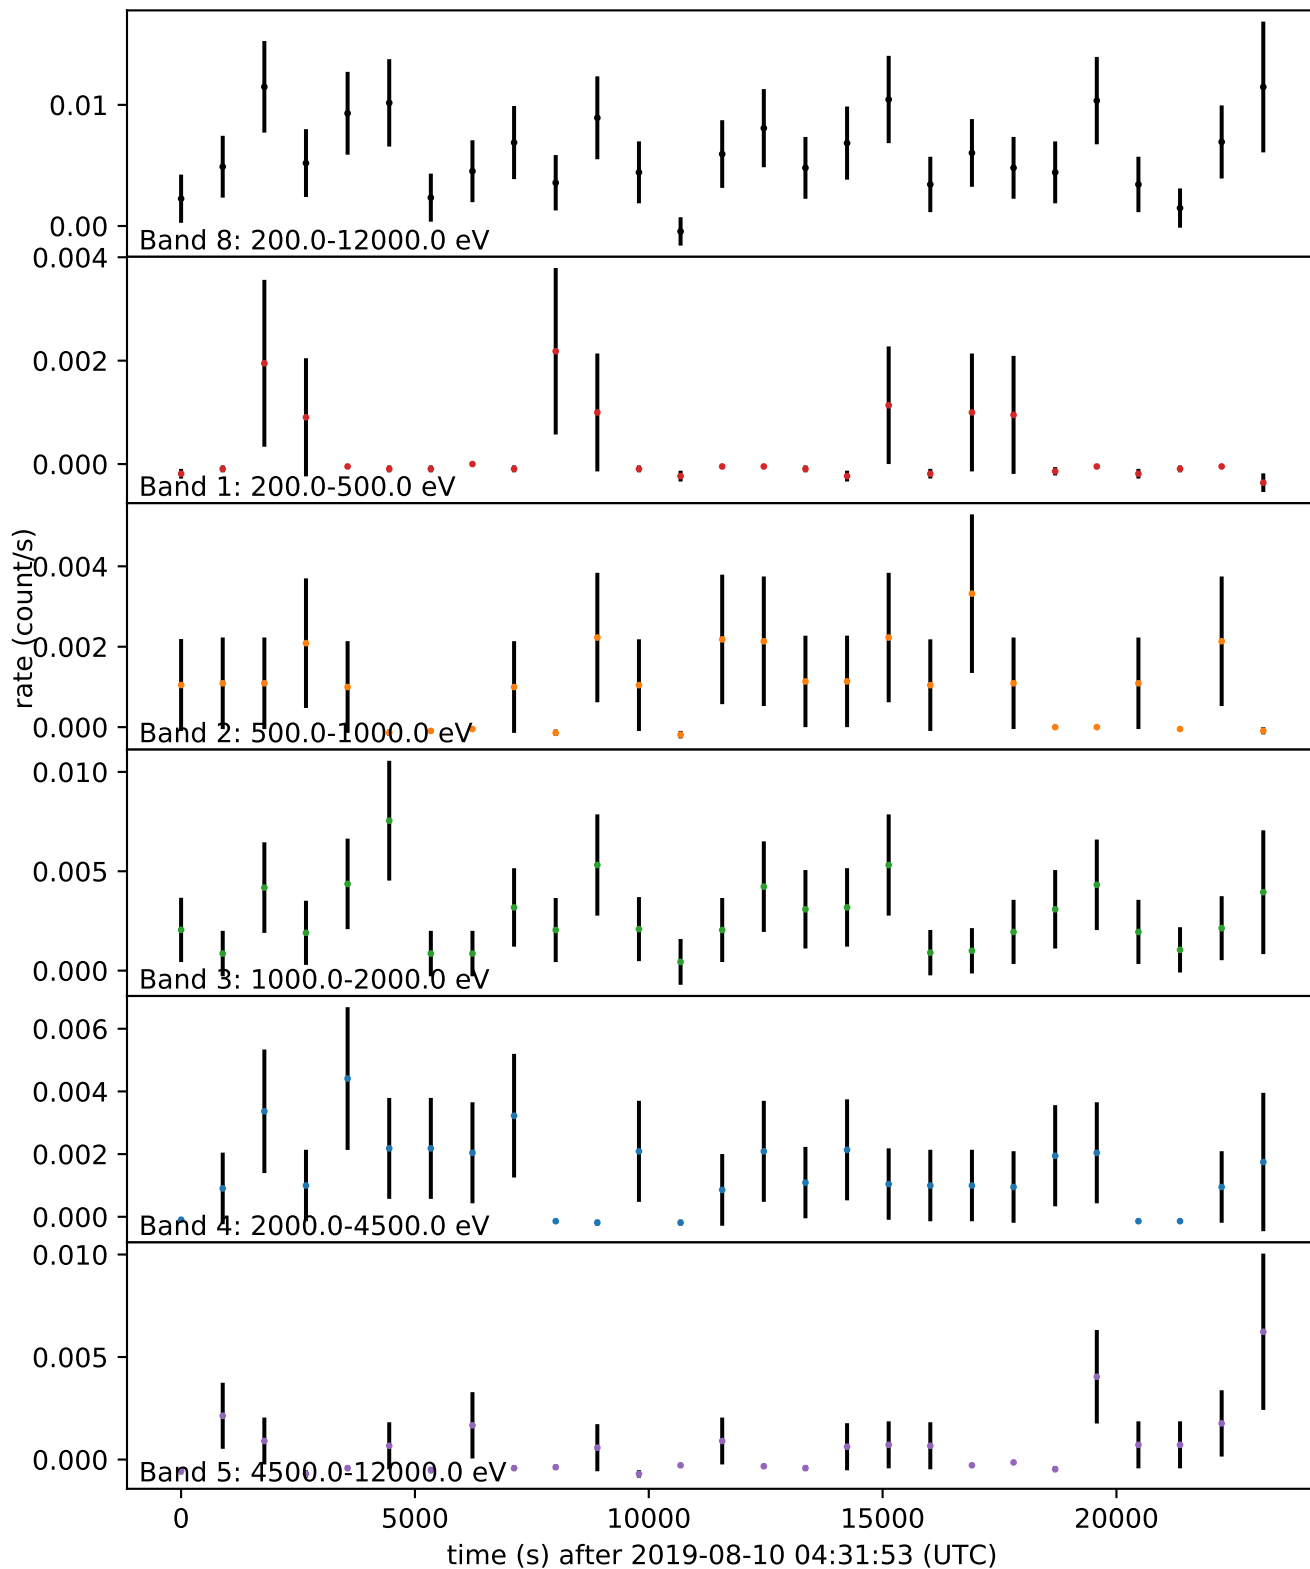 0.01
0.00
Band 8: 200.0-12000.0 eV
0.004
0.002
0.000
Band 1: 200.0-500.0 eV
rate (count/s)
0.004
0.002
0.000
Band 2: 500.0-1000.0 eV
0.010
0.005
0.000
Band 3: 1000.0-2000.0 eV
0.006
0.004
0.002
0.000
Band 4: 2000.0-4500.0 eV
0.010
0.005
0.000
Band 5: 4500.0-12000.0 eV
0 5000 10000 15000 20000
time (s) after 2019-08-10 04:31:53 (UTC)